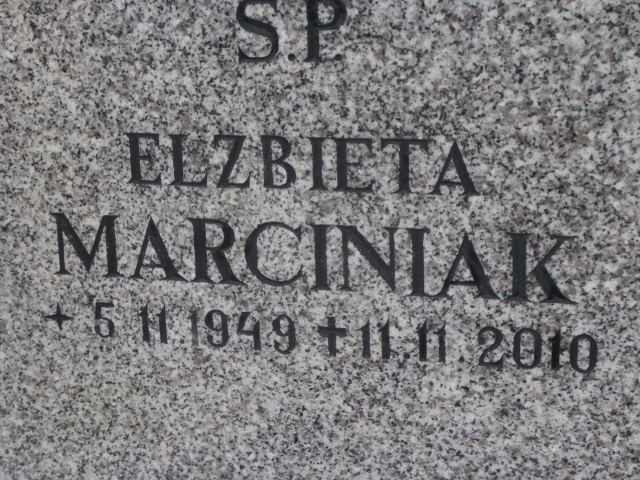 S.P
ELZBIETA
MARCINIAK
✦ 5 11 1949 ✝ 11.11 2010